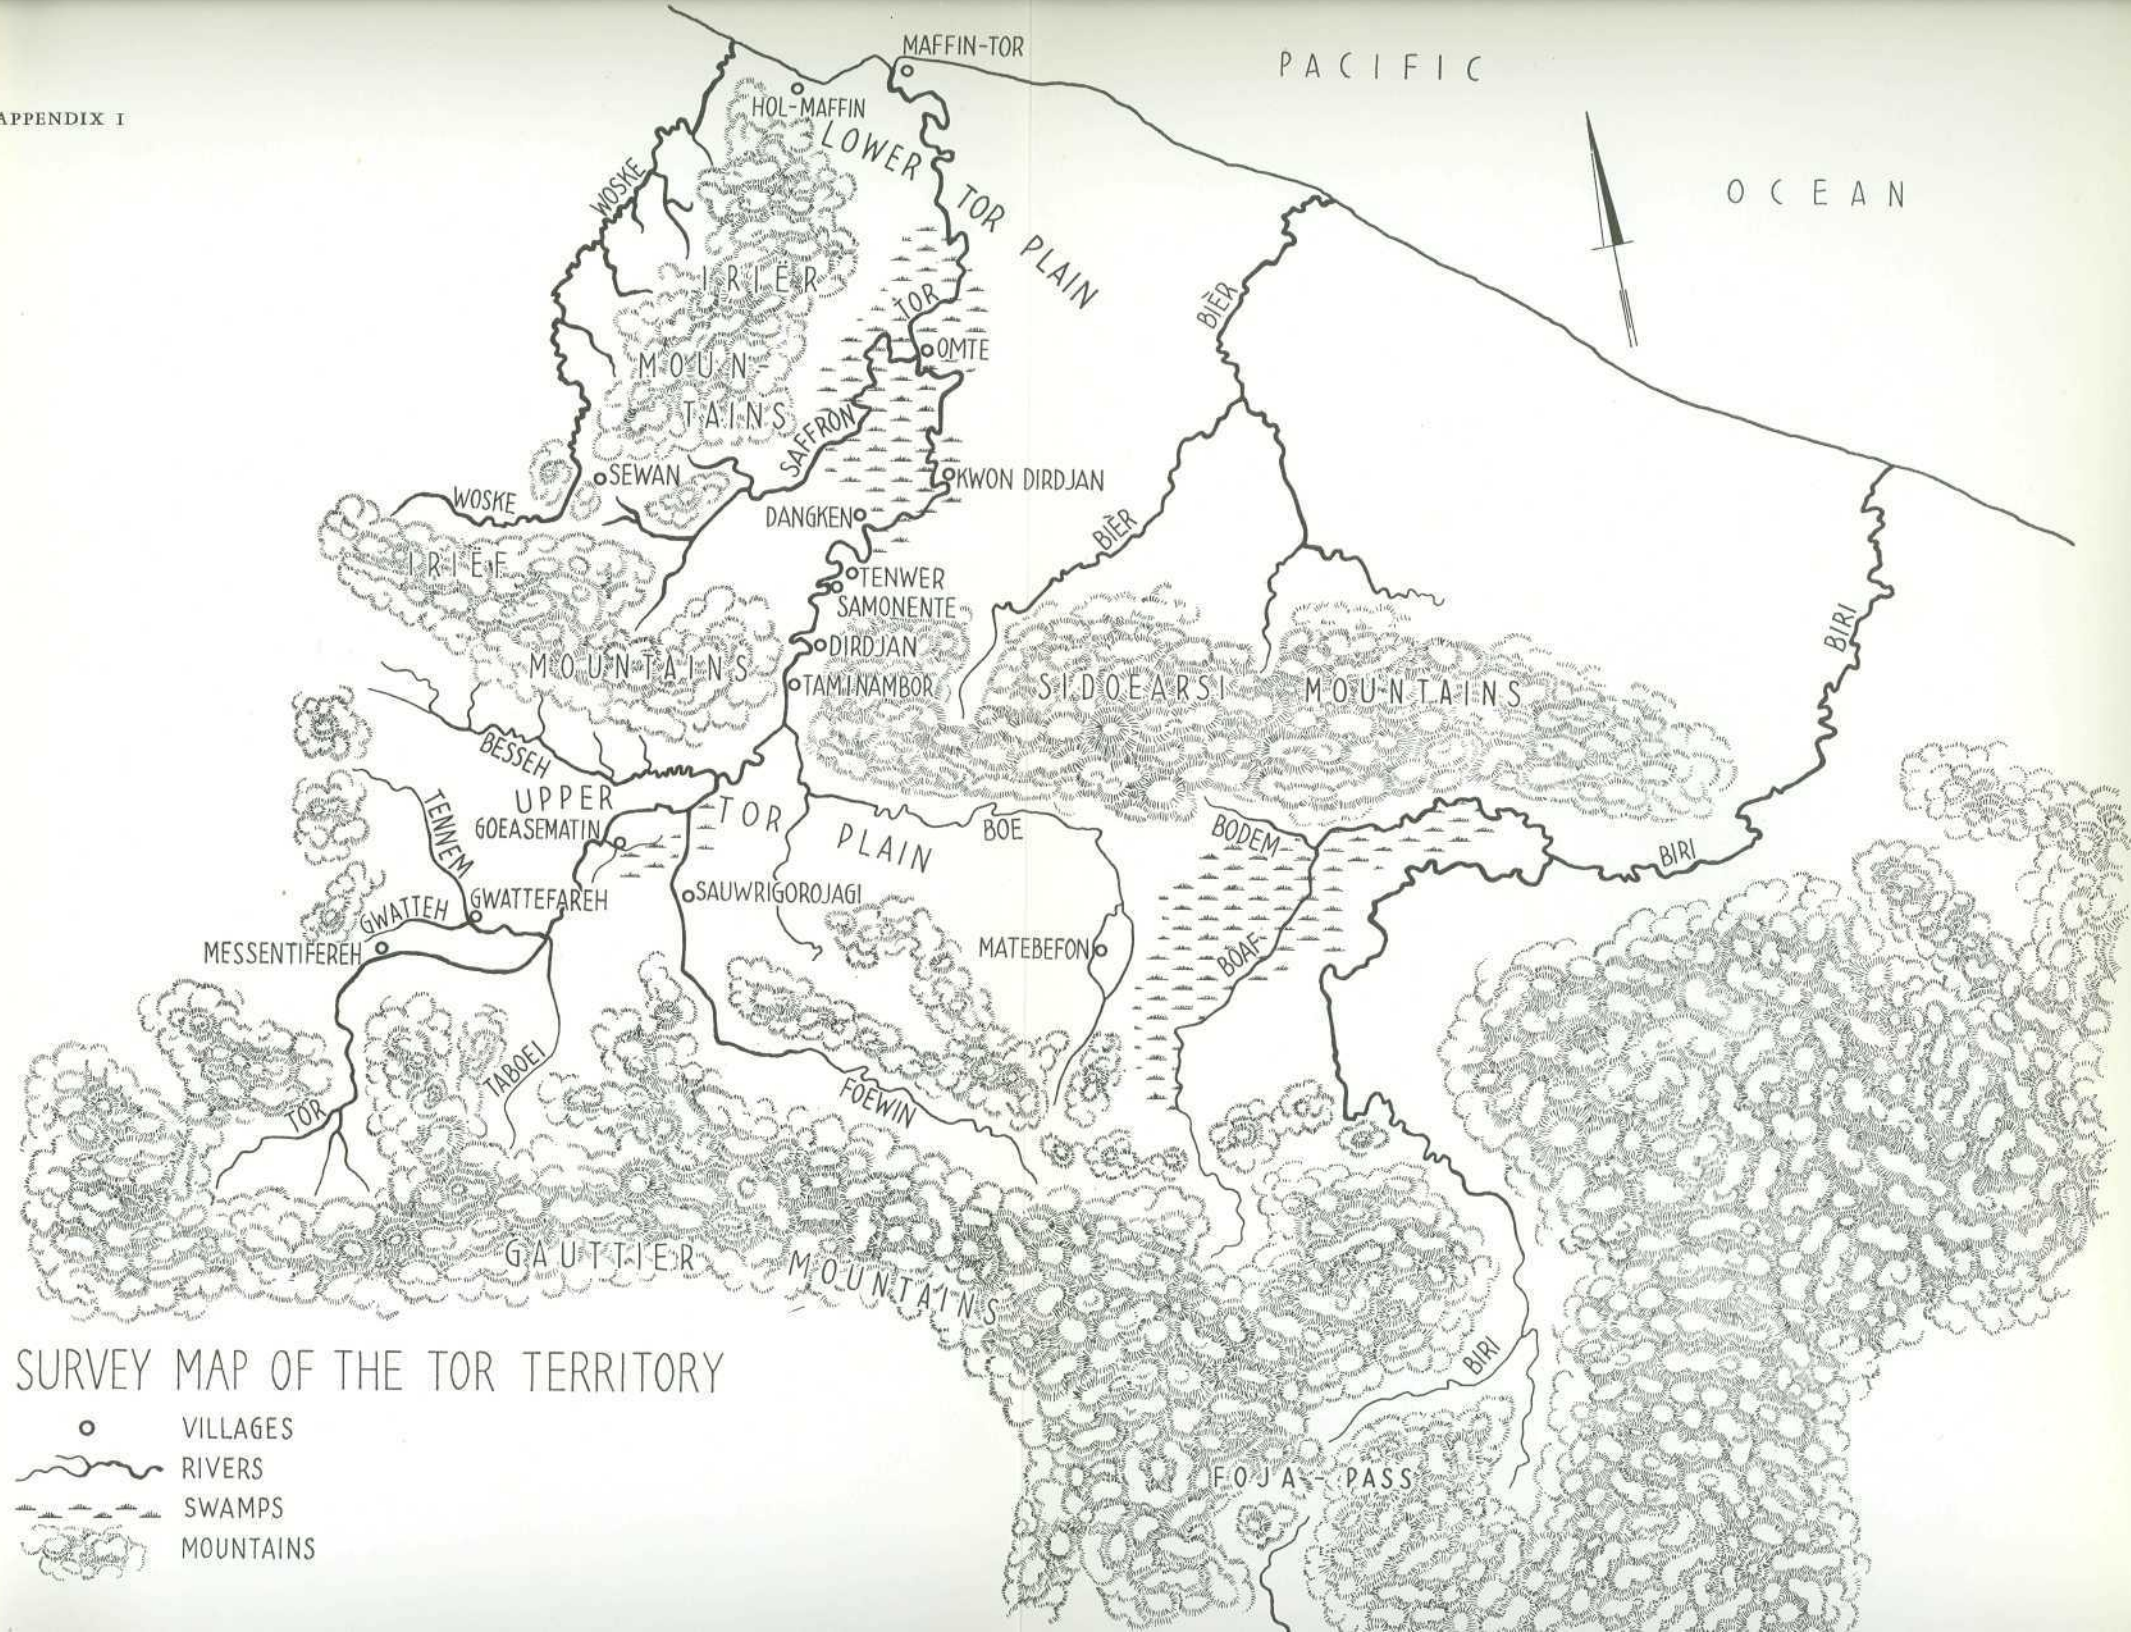 APPENDIX I
MAFFIN-TOR
PACIFIC
OCEAN
HOL-MAFFIN
LOWER
TOR
PLAIN
WOSKE
IRIËR
MOUN-
TAINS
TOR
OMTE
BIÈR
SAFFRON
SEWAN
KWON DIRDJAN
WOSKE
DANGKEN
BIÈR
IRIËR
MOUNTAINS
TENWER
SAMONENTE
DIRDJAN
TAMINAMBOR
SIDOEARSI MOUNTAINS
BIRI
BESSEH
UPPER
TOR
PLAIN
TENNEM
GOEASEMATIN
BOE
BODEM
BIRI
GWATTEH
GWATTEFAREH
SAUWRIGOROJAGI
MESSENTIFEREH
MATEBEFON
BOAF
TABOEI
TOR
FOEWIN
GAUTTIER MOUNTAINS
BIRI
FOJA-PASS
SURVEY MAP OF THE TOR TERRITORY
VILLAGES
RIVERS
SWAMPS
MOUNTAINS